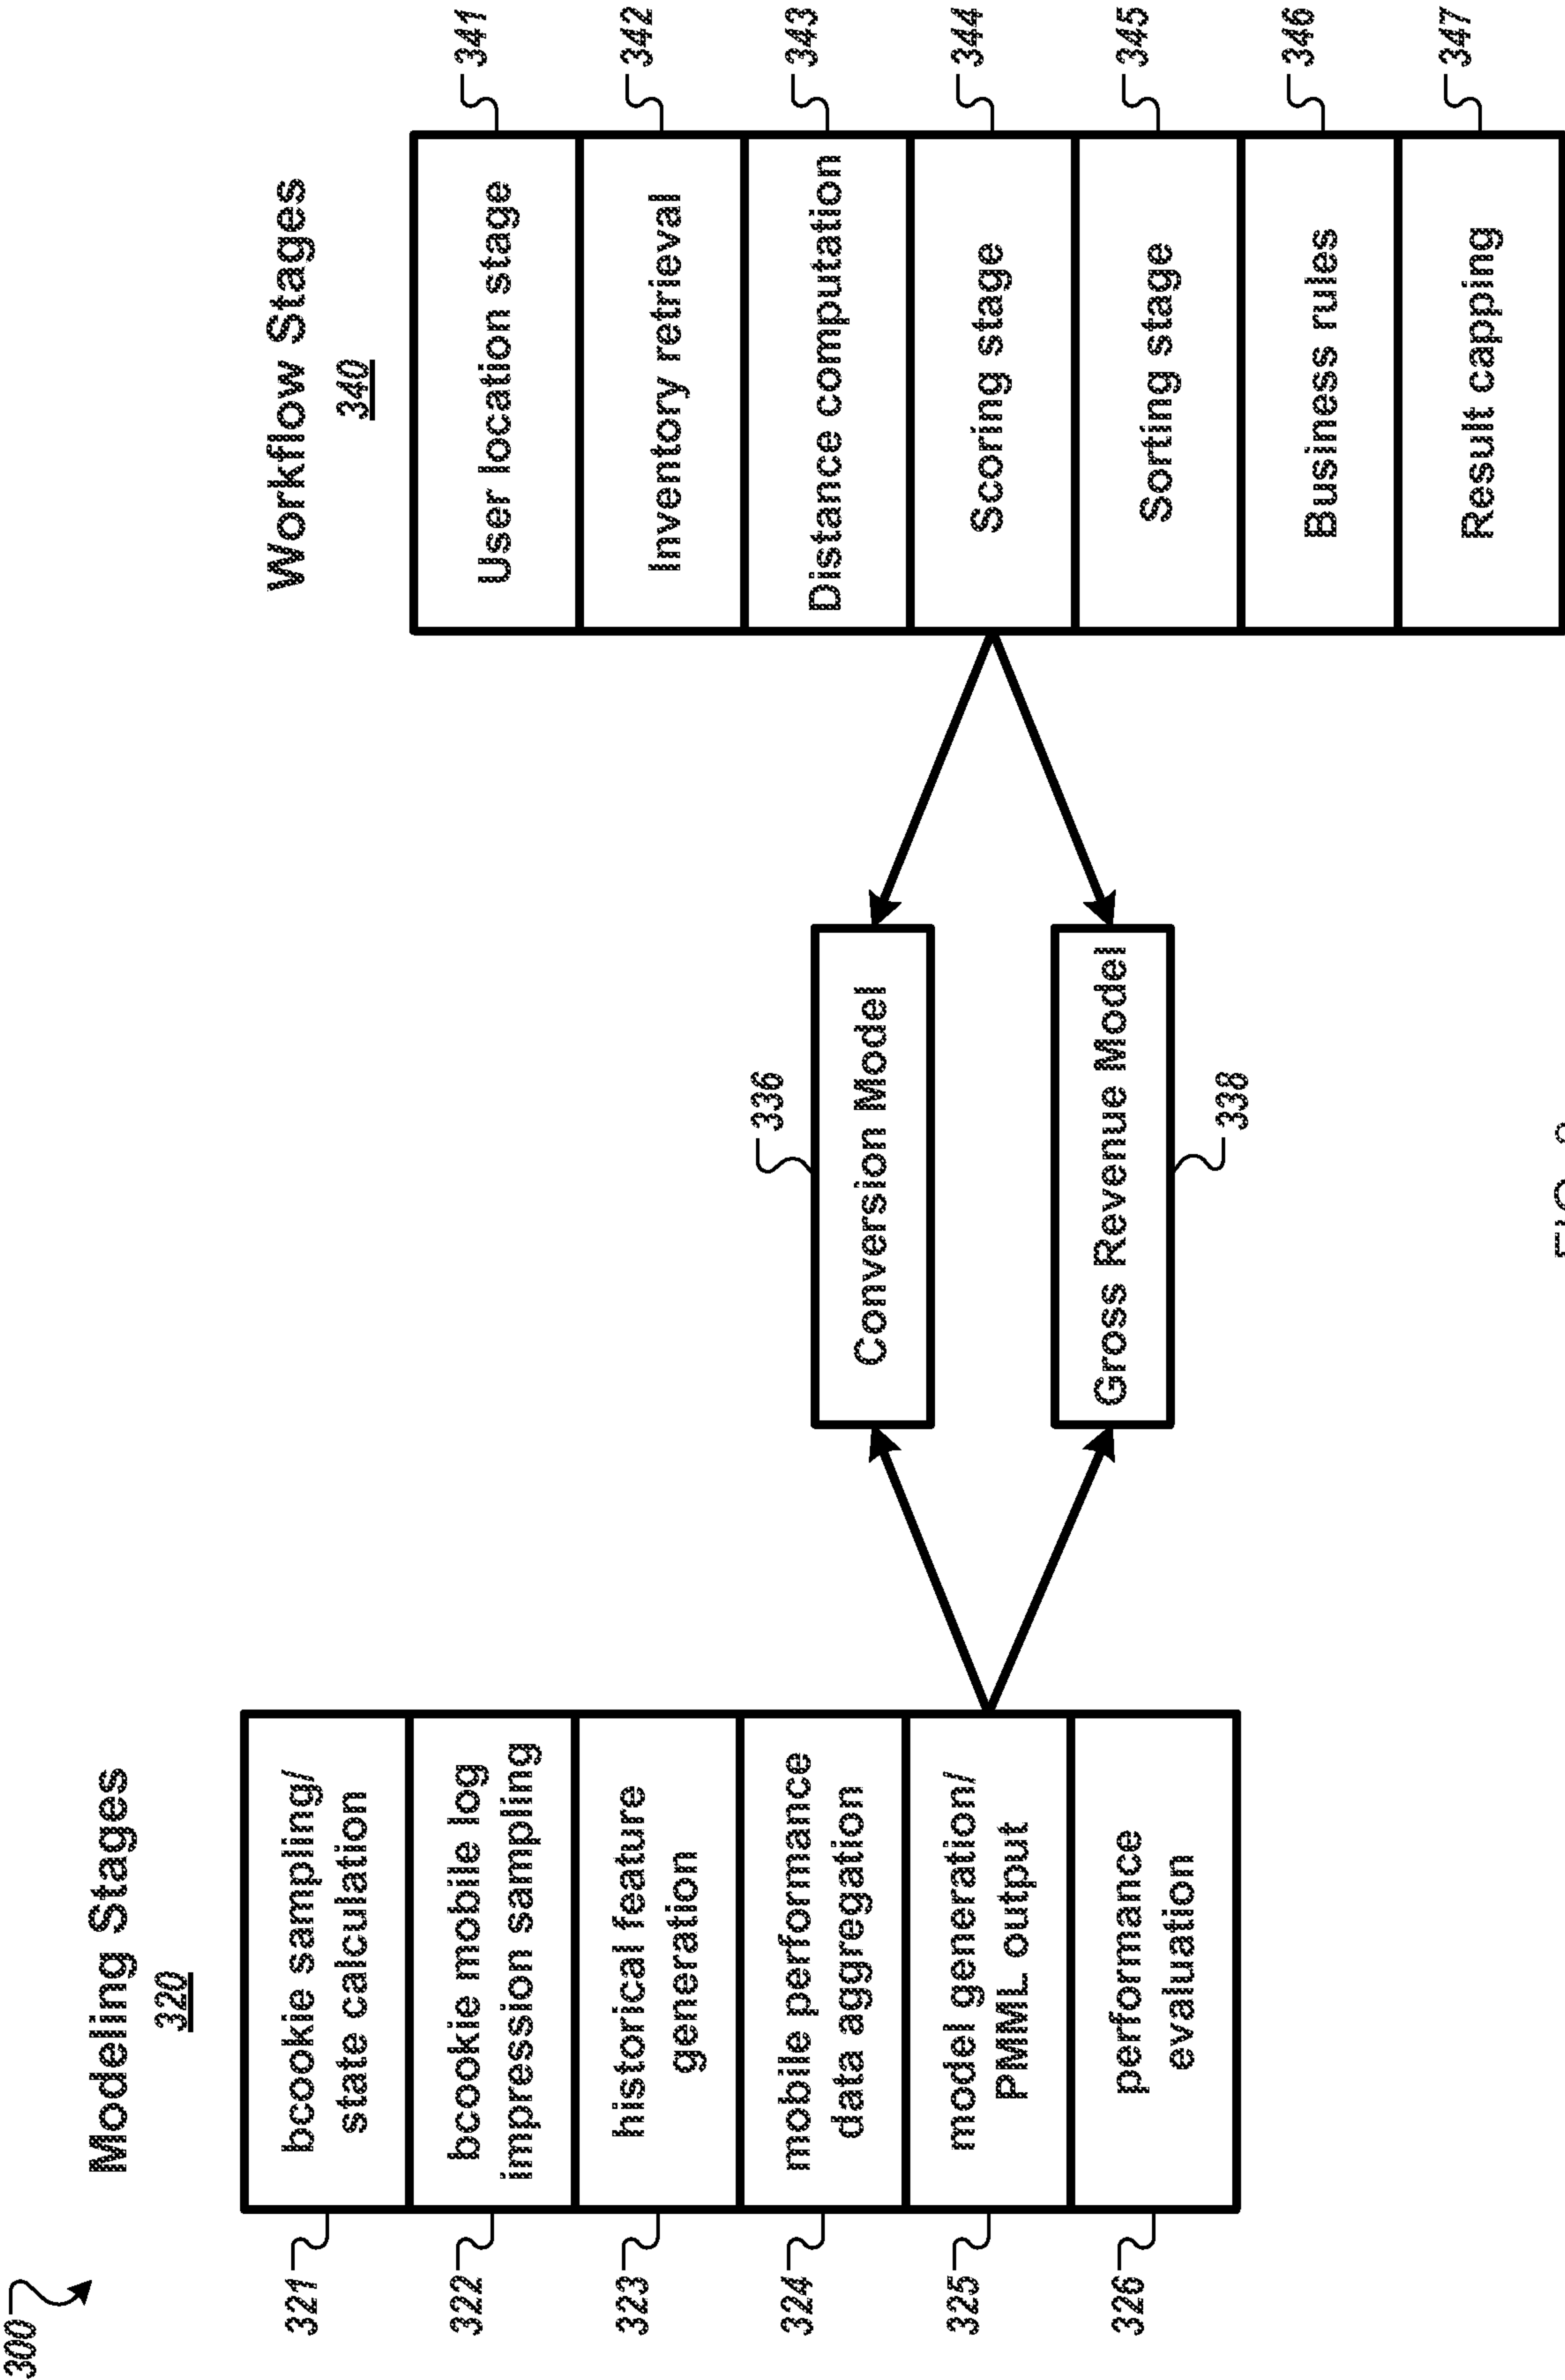 300
Modeling Stages
320
321
bcookie sampling/
state calculation
322
bcookie mobile log
impression sampling
323
historical feature
generation
324
mobile performance
data aggregation
325
model generation/
PMML output
326
performance
evaluation
336
Conversion Model
Gross Revenue Model
338
Workflow Stages
340
User location stage
341
Inventory retrieval
342
Distance computation
343
Scoring stage
344
Sorting stage
345
Business rules
346
Result capping
347